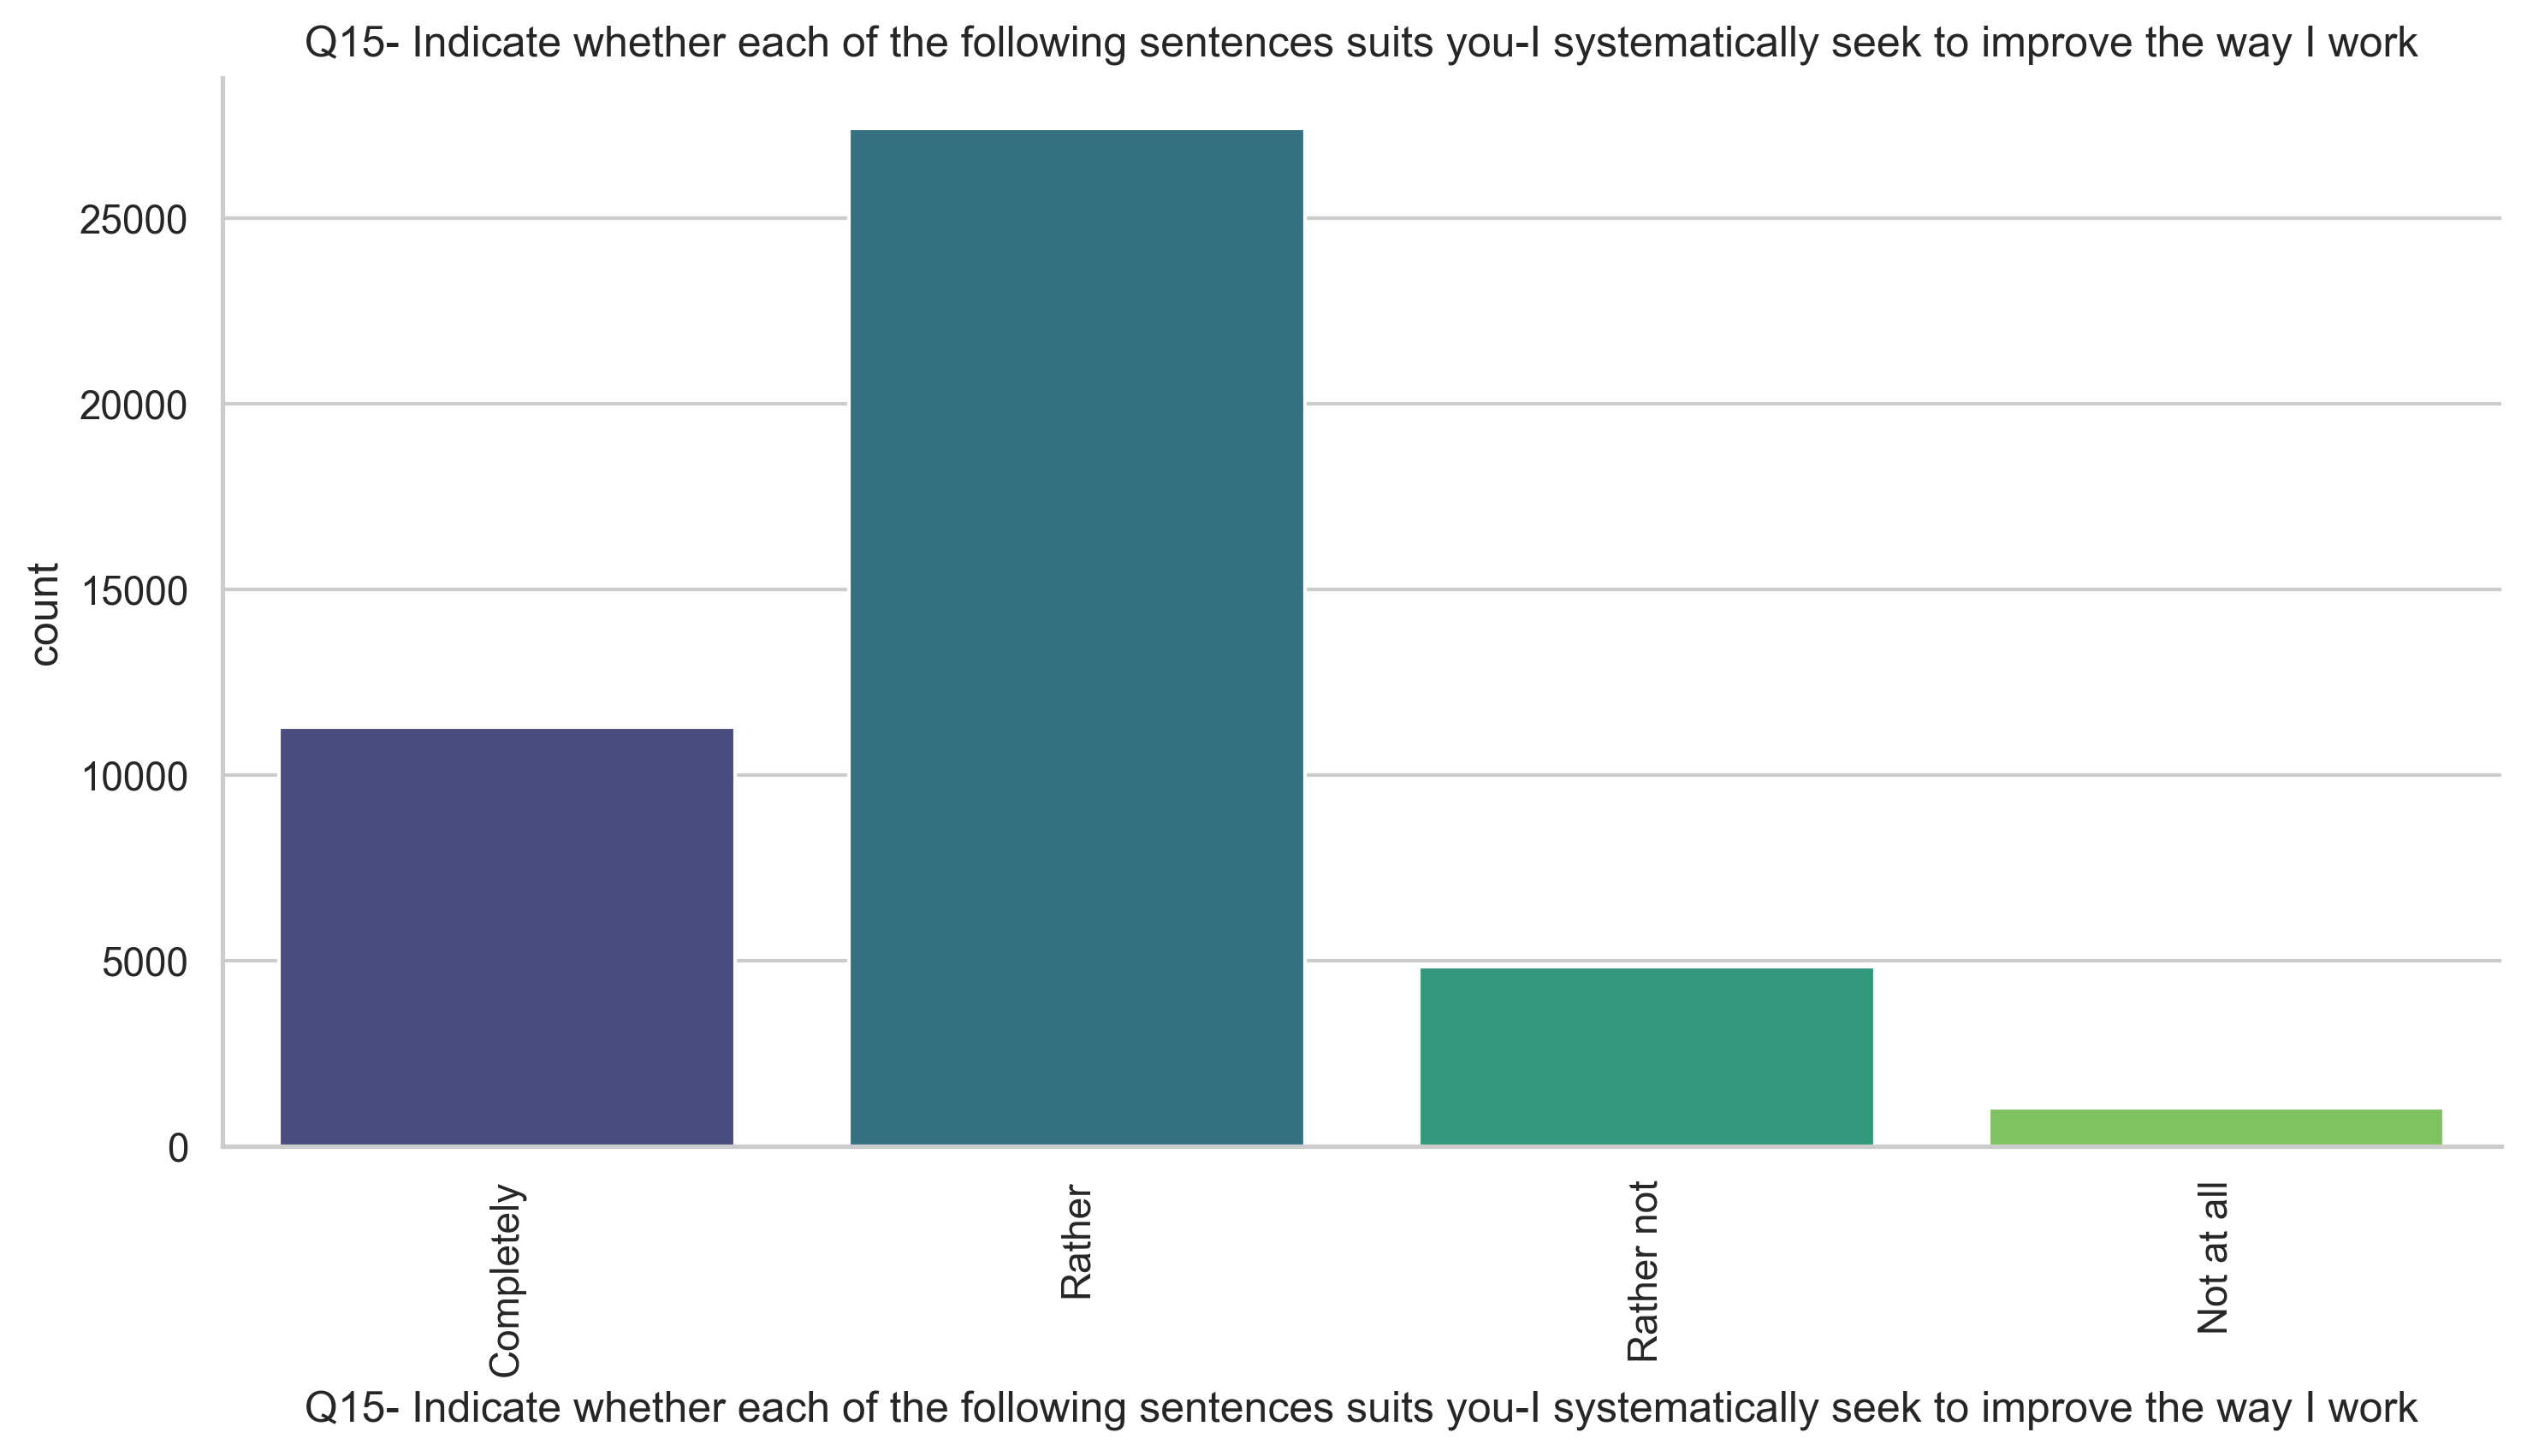 Q15- Indicate whether each of the following sentences suits you-I systematically seek to improve the way I work
count
25000
20000
15000
10000
5000
0
Completely
Rather
Rather not
Not at all
Q15- Indicate whether each of the following sentences suits you-I systematically seek to improve the way I work